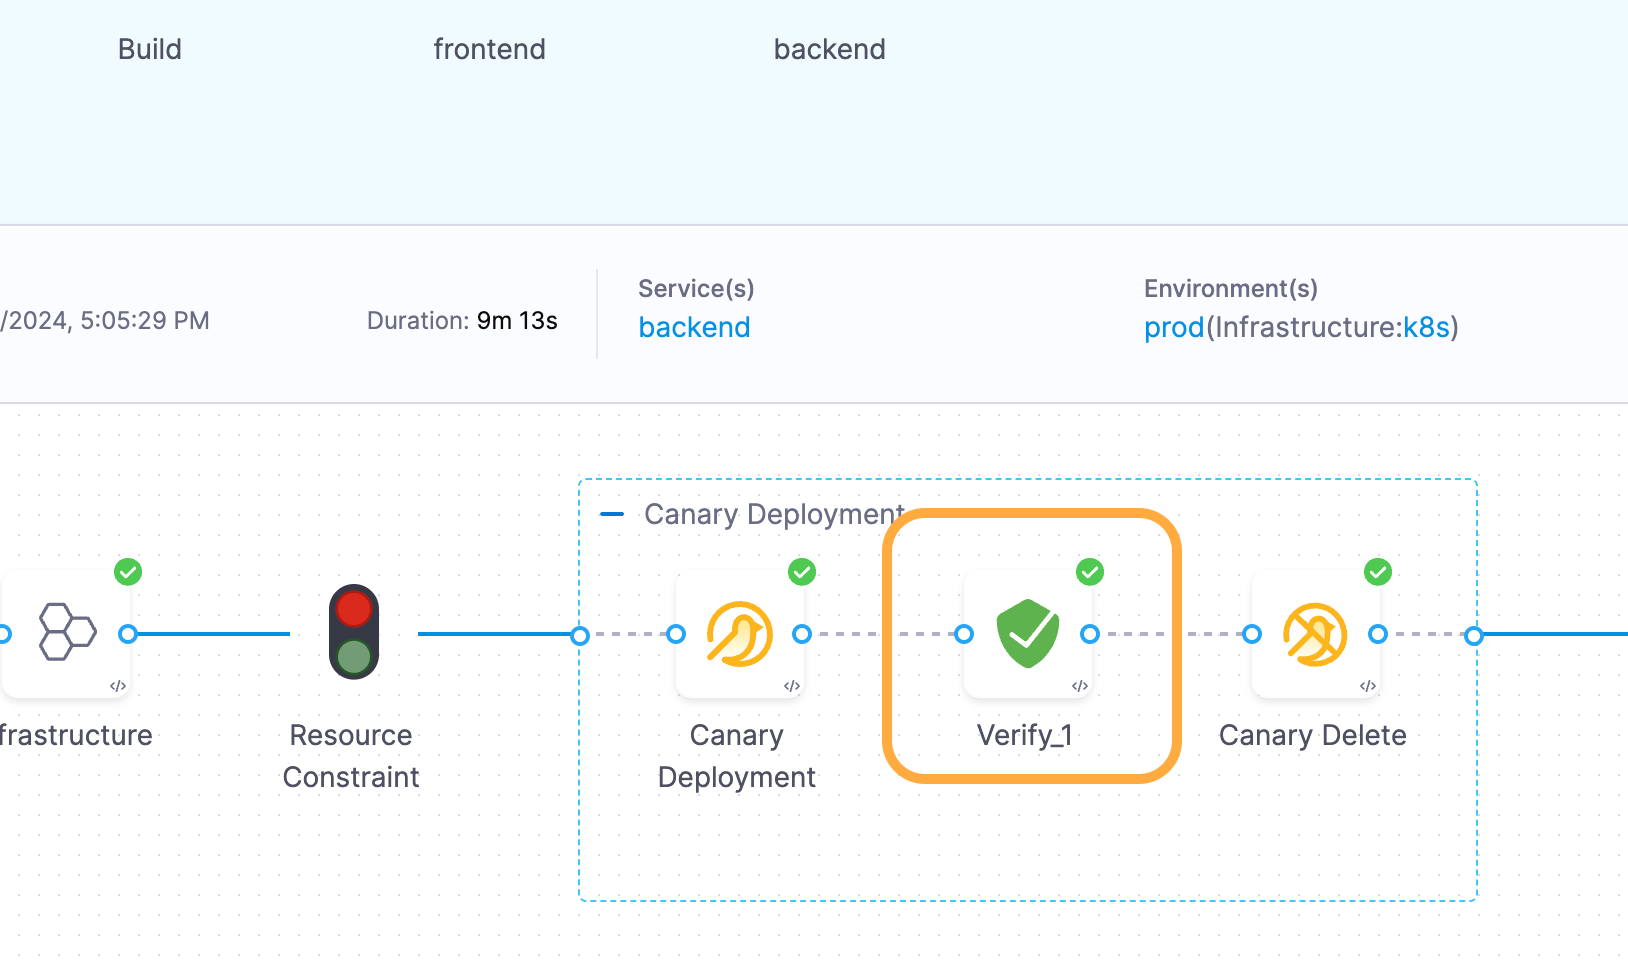 Build
frontend
backend
/2024, 5:05:29 PM
Duration: 9m 13s
Service(s)
backend
Environment(s)
prod(Infrastructure:k8s)
Canary Deployment
</>
</>
</>
</>
frastructure
Resource
Constraint
Canary
Deployment
Verify_1
Canary Delete